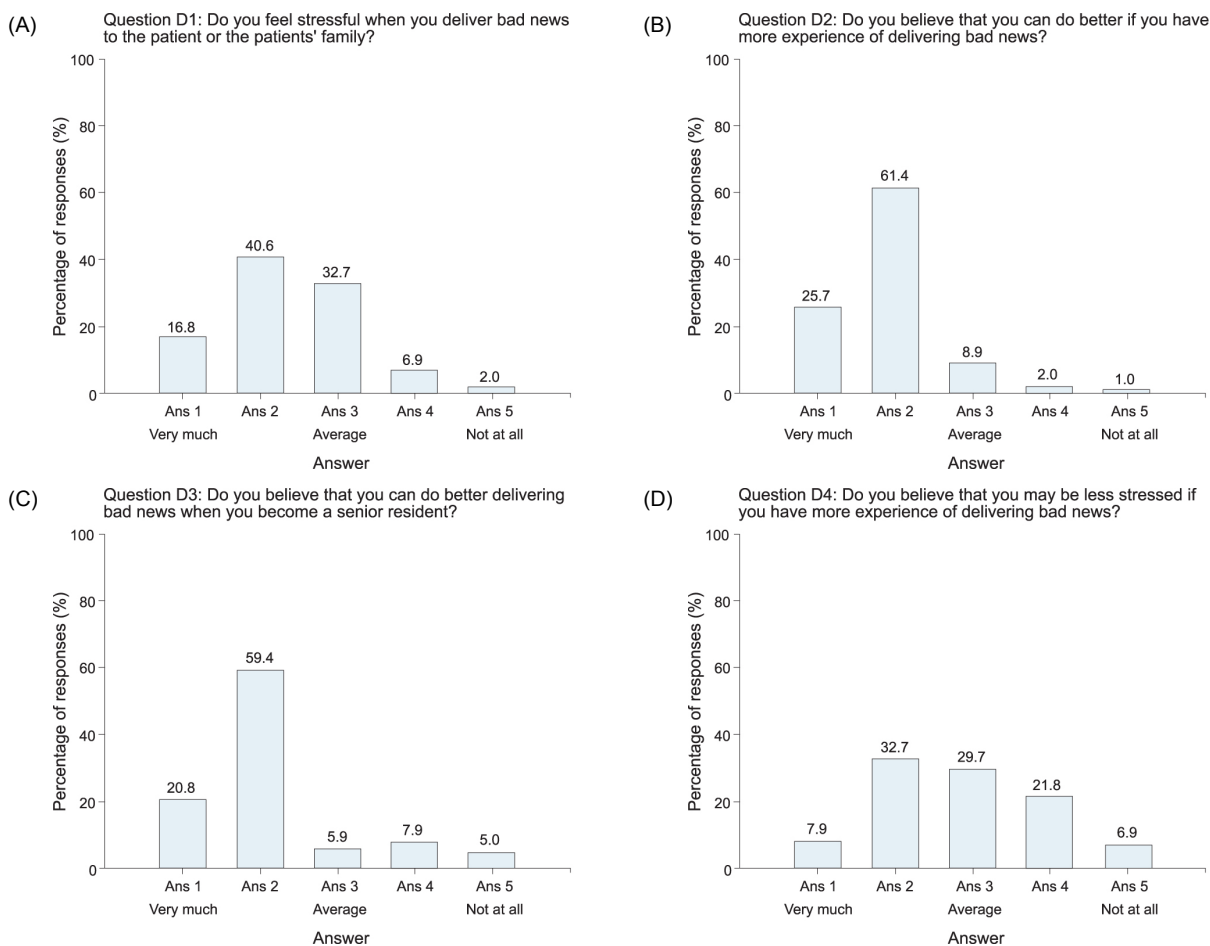 (A)
Question D1: Do you feel stressful when you deliver bad news
to the patient or the patients' family?
Percentage of responses (%)
100
80
60
40
20
0
16.8
40.6
32.7
6.9
2.0
Ans 1 Ans 2 Ans 3 Ans 4 Ans 5
Very much Average Not at all
Answer
(B)
Question D2: Do you believe that you can do better if you have
more experience of delivering bad news?
Percentage of responses (%)
100
80
60
40
20
0
25.7
61.4
8.9
2.0
1.0
Ans 1 Ans 2 Ans 3 Ans 4 Ans 5
Very much Average Not at all
Answer
(C)
Question D3: Do you believe that you can do better delivering
bad news when you become a senior resident?
Percentage of responses (%)
100
80
60
40
20
0
20.8
59.4
5.9
7.9
5.0
Ans 1 Ans 2 Ans 3 Ans 4 Ans 5
Very much Average Not at all
Answer
(D)
Question D4: Do you believe that you may be less stressed if
you have more experience of delivering bad news?
Percentage of responses (%)
100
80
60
40
20
0
7.9
32.7
29.7
21.8
6.9
Ans 1 Ans 2 Ans 3 Ans 4 Ans 5
Very much Average Not at all
Answer